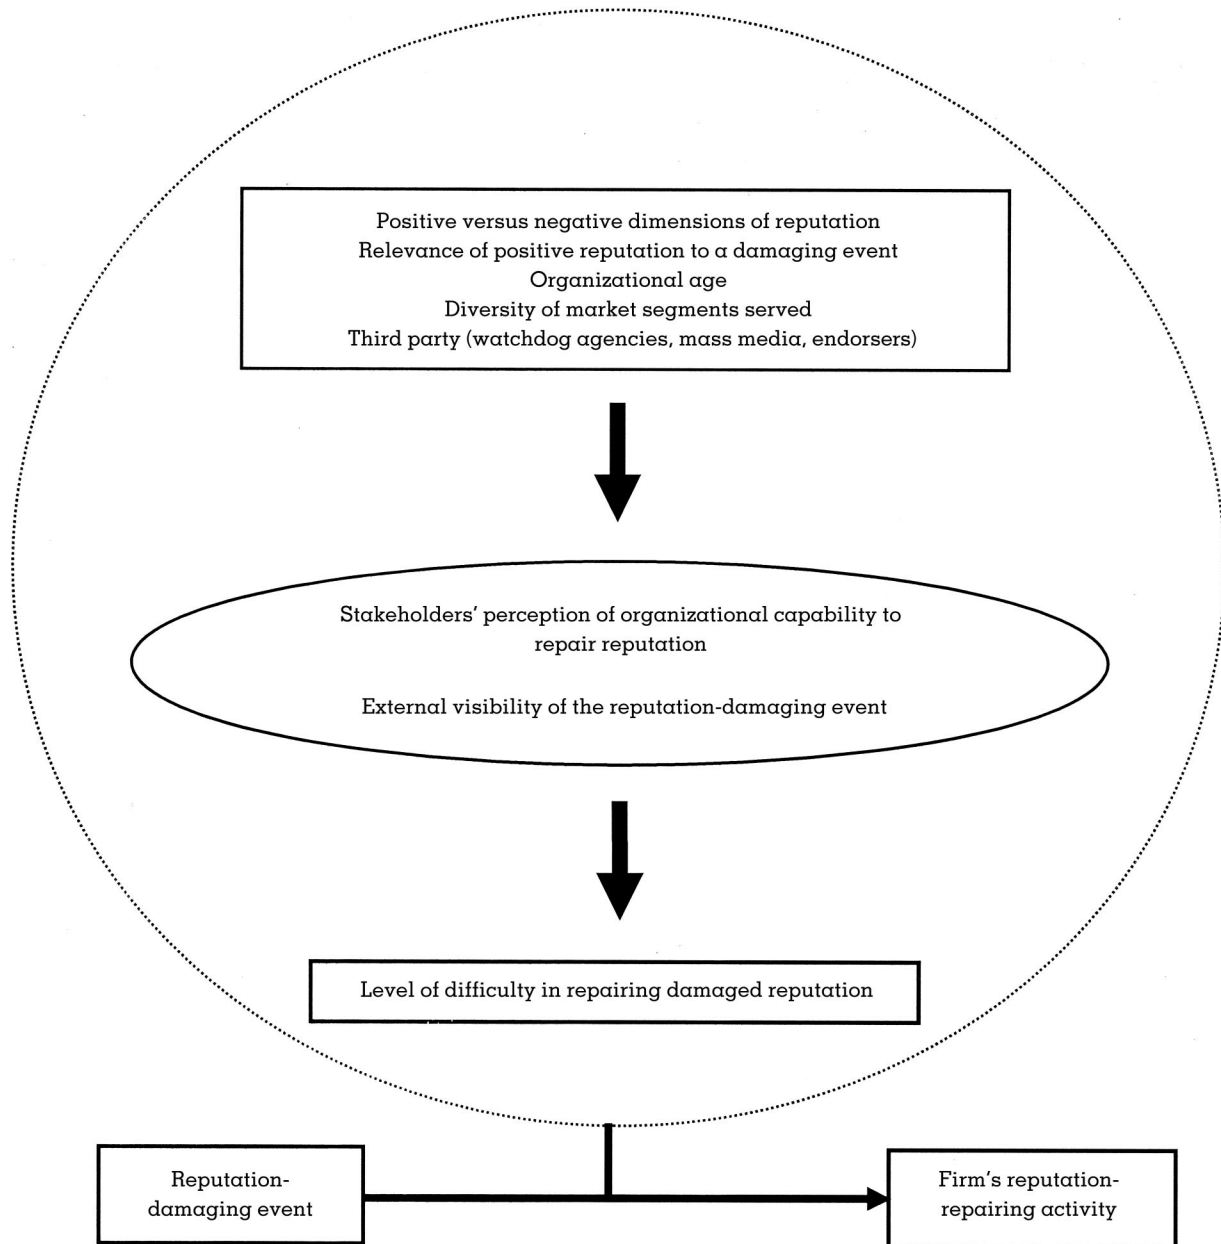 Positive versus negative dimensions of reputation
Relevance of positive reputation to a damaging event
Organizational age
Diversity of market segments served
Third party (watchdog agencies, mass media, endorsers)
Stakeholders’ perception of organizational capability to
repair reputation
External visibility of the reputation-damaging event
Level of difficulty in repairing damaged reputation
Reputation-
damaging event
Firm’s reputation-
repairing activity